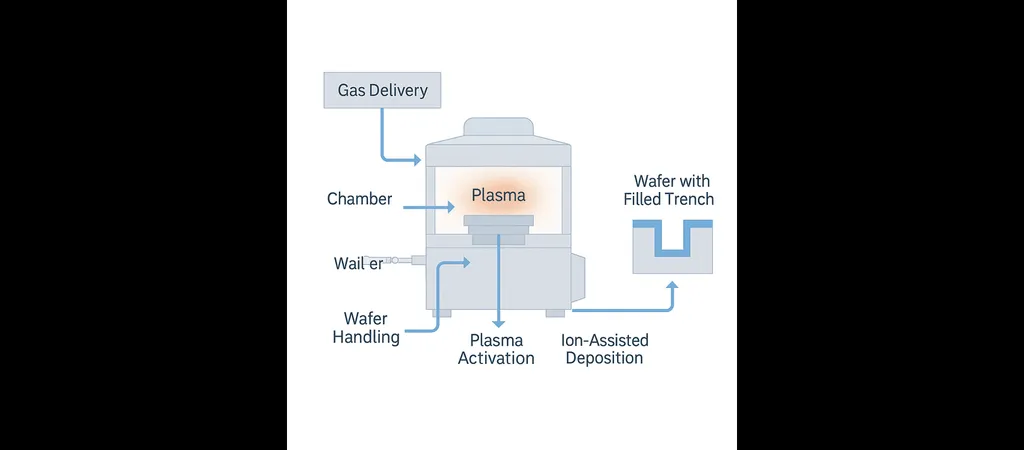 Gas Delivery
Chamber
Plasma
Wafer with
Filled Trench
Wail er
Wafer
Handling
Plasma
Activation
Ion-Assisted
Deposition